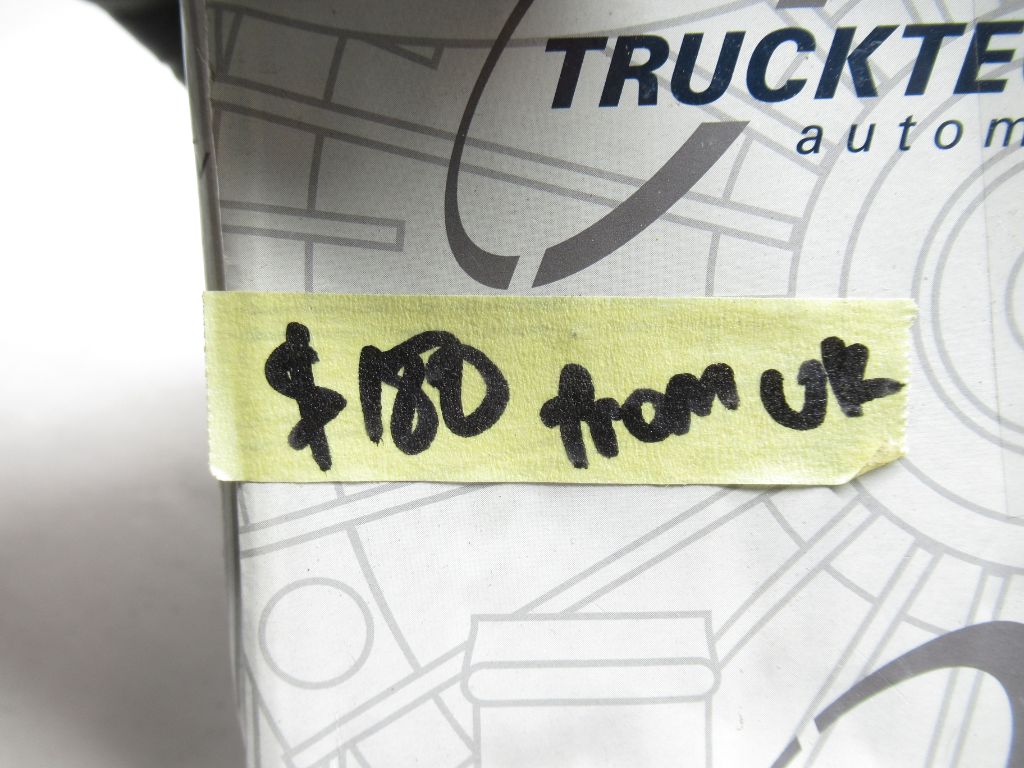 TRUCKTE
autom
$180 from UK